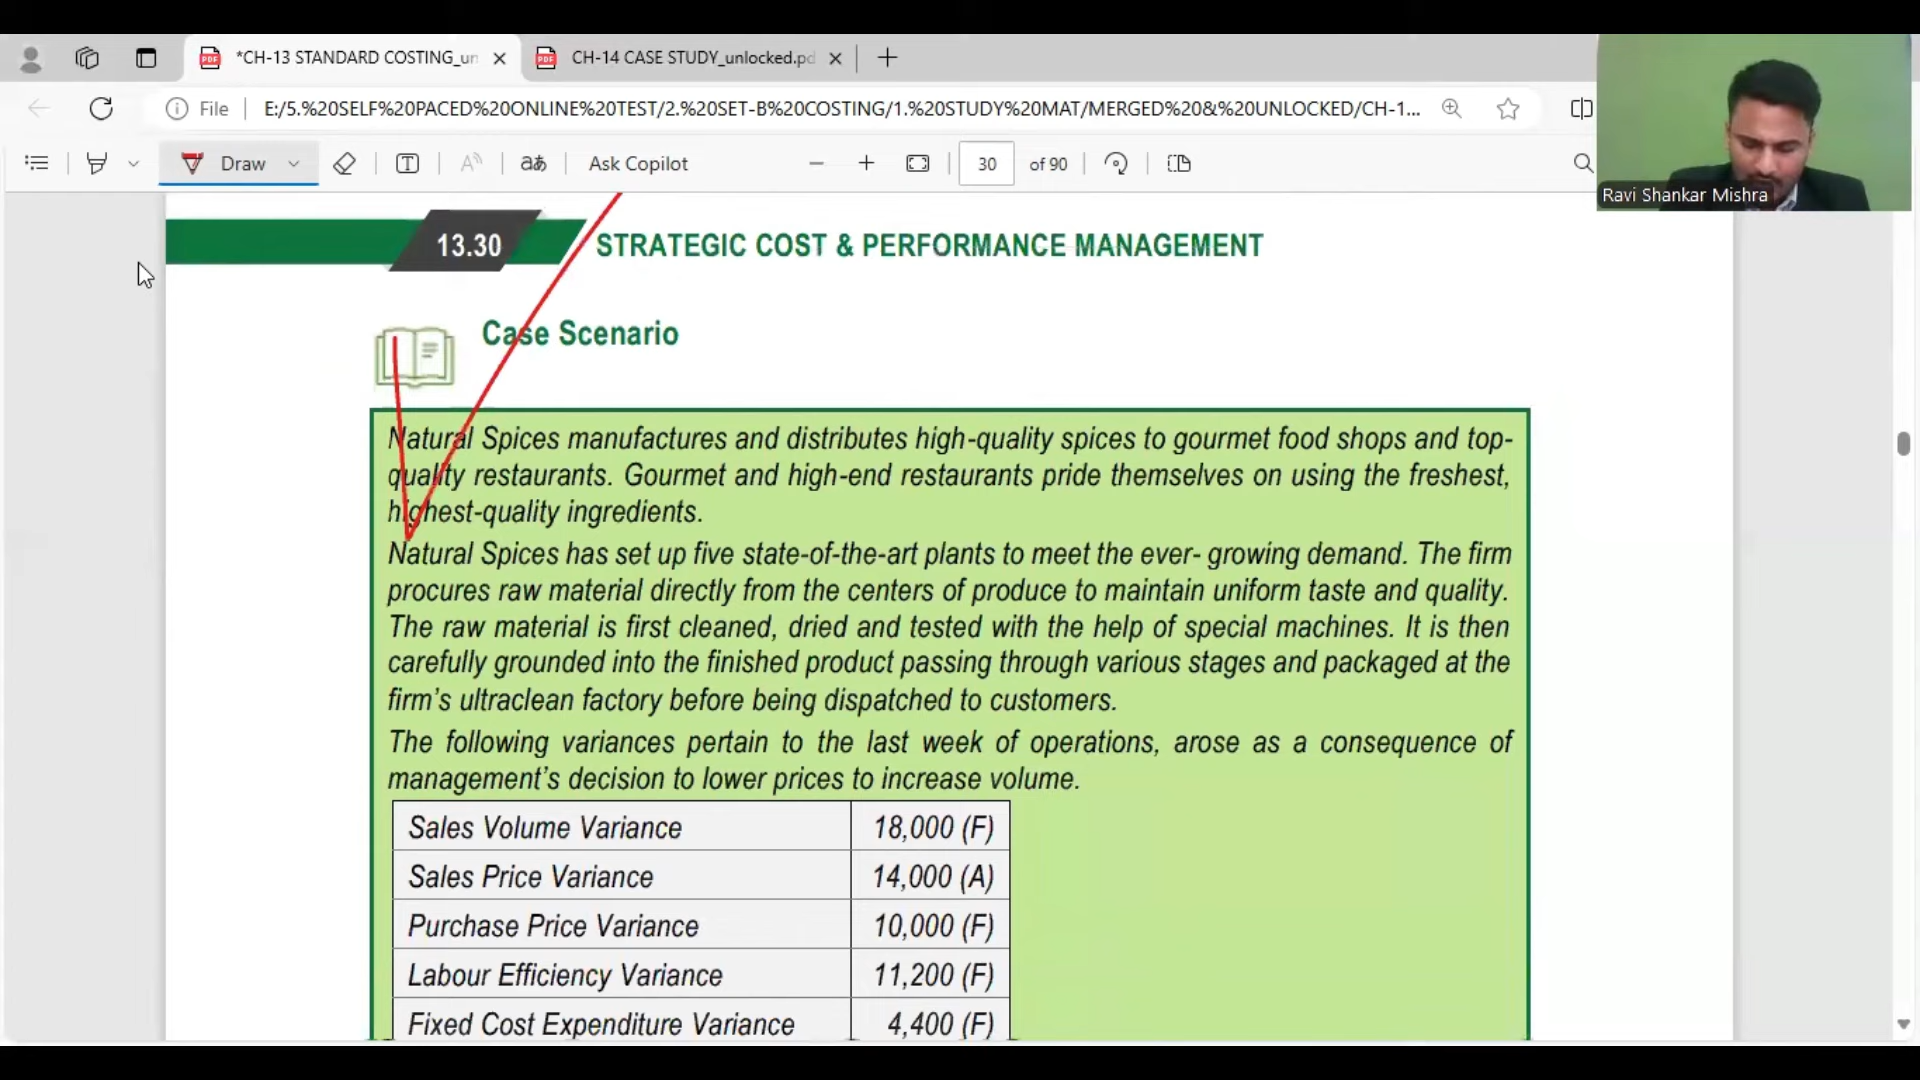 *CH-13 STANDARD COSTING_un
CH-14 CASE STUDY_unlocked.pd
File
E:/5.%20SELF%20PACED%20ONLINE%20TEST/2.%20SET-B%20COSTING/1.%20STUDY%20MAT/MERGED%20&%20UNLOCKED/CH-1...
Draw
Ask Copilot
30
of 90
Ravi Shankar Mishra
13.30
STRATEGIC COST & PERFORMANCE MANAGEMENT
Case Scenario
Natural Spices manufactures and distributes high-quality spices to gourmet food shops and top-
quality restaurants. Gourmet and high-end restaurants pride themselves on using the freshest,
highest-quality ingredients.
Natural Spices has set up five state-of-the-art plants to meet the ever- growing demand. The firm
procures raw material directly from the centers of produce to maintain uniform taste and quality.
The raw material is first cleaned, dried and tested with the help of special machines. It is then
carefully grounded into the finished product passing through various stages and packaged at the
firm's ultraclean factory before being dispatched to customers.
The following variances pertain to the last week of operations, arose as a consequence of
management's decision to lower prices to increase volume.
Sales Volume Variance 18,000 (F)
Sales Price Variance 14,000 (A)
Purchase Price Variance 10,000 (F)
Labour Efficiency Variance 11,200 (F)
Fixed Cost Expenditure Variance 4,400 (F)